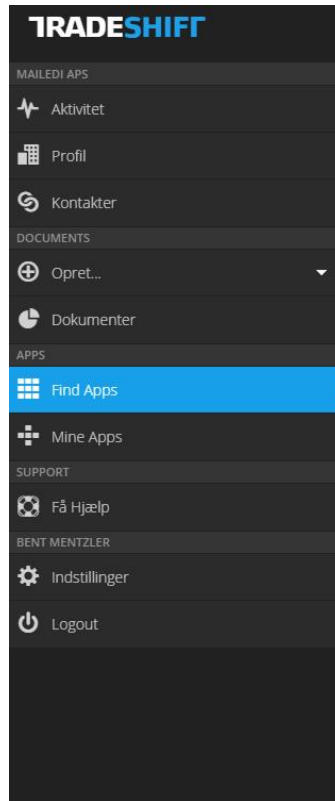 TRADESHIFT
MAILEDI APS
Aktivitet
Profil
Kontakter
DOCUMENTS
Opret...
Dokumenter
APPS
Find Apps
Mine Apps
SUPPORT
Få Hjælp
BENT MENTZLER
Indstillinger
Logout